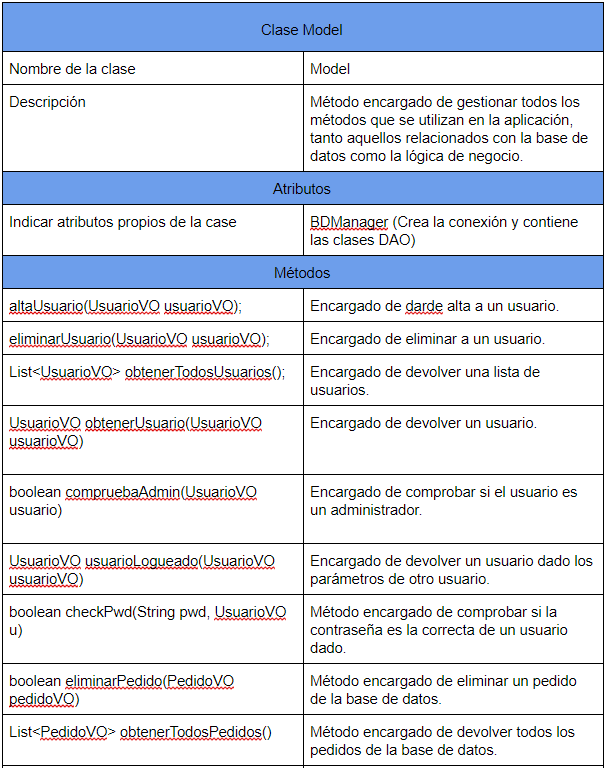 Clase Model
Nombre de la clase
Model
Descripción
Método encargado de gestionar todos los
métodos que se utilizan en la aplicación,
tanto aquellos relacionados con la base de
datos como la lógica de negocio.
Atributos
Indicar atributos propios de la case
BDManager (Crea la conexión y contiene
las clases DAO)
Métodos
altaUsuario(UsuarioVO usuarioVO);
Encargado de darde alta a un usuario.
eliminarUsuario(UsuarioVO usuarioVO);
Encargado de eliminar a un usuario.
List<UsuarioVO> obtenerTodosUsuarios();
Encargado de devolver una lista de
usuarios.
UsuarioVO obtenerUsuario(UsuarioVO
usuarioVO)
Encargado de devolver un usuario.
boolean compruebaAdmin(UsuarioVO
usuario)
Encargado de comprobar si el usuario es
un administrador.
UsuarioVO usuarioLogueado(UsuarioVO
usuarioVO)
Encargado de devolver un usuario dado los
parámetros de otro usuario.
boolean checkPwd(String pwd, UsuarioVO
u)
Método encargado de comprobar si la
contraseña es la correcta de un usuario
dado.
boolean eliminarPedido(PedidoVO
pedidoVO)
Método encargado de eliminar un pedido
de la base de datos.
List<PedidoVO> obtenerTodosPedidos()
Método encargado de devolver todos los
pedidos de la base de datos.